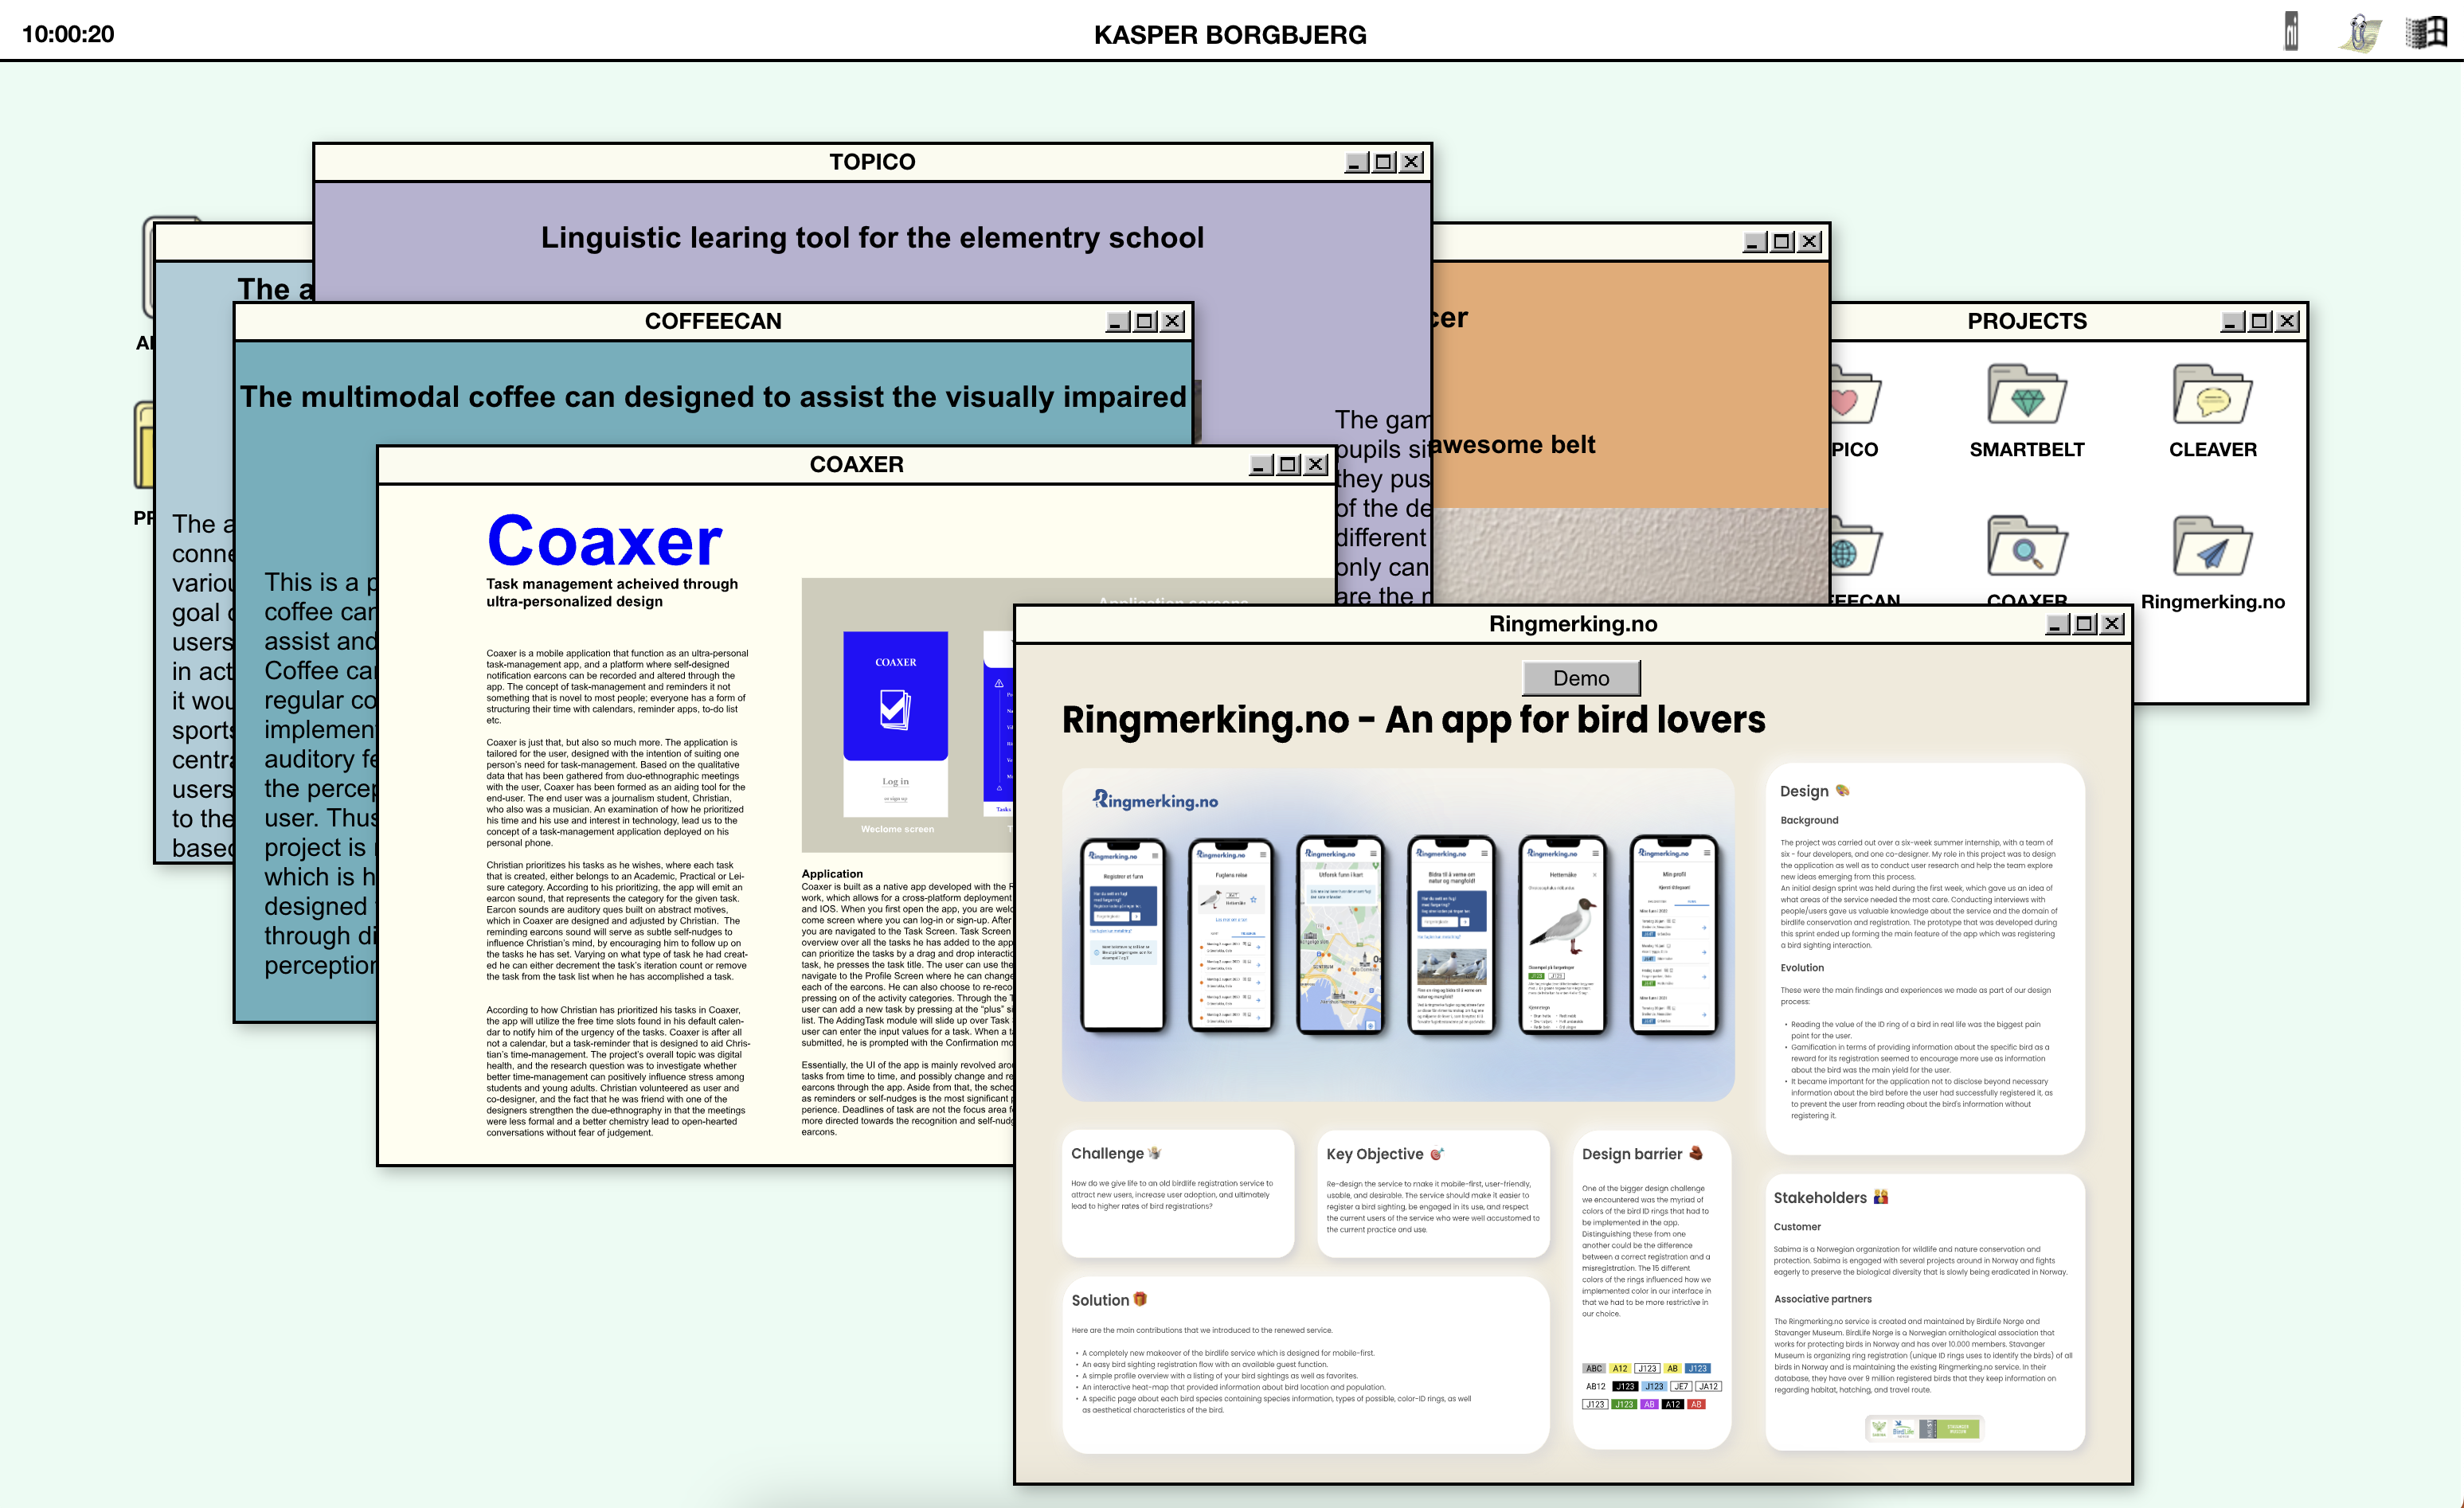 10:00:20
KASPER BORGBJERG
TOPICO
Linguistic learing tool for the elementry school
The gam
pupils sit
they pus
of the de
different
only can
are the
The a
The a
conne
variou
goal
users
in act
it wou
sports
centra
users
to the
based
COFFEECAN
The multimodal coffee can designed to assist the visually impaired
This is a p
coffee can
assist and
Coffee can
regular co
implement
auditory fe
the percep
user. Thus
project is
which is h
designed
through di
perception
cer
awesome belt
PROJECTS
PICO
SMARTBELT
CLEAVER
FEECAN
COAXER
Ringmerking.no
COAXER
Coaxer
Task management acheived through
ultra-personalized design
Coaxer is a mobile application that function as an ultra-personal
task-management app, and a platform where self-designed
notification earcons can be recorded and altered through the
app. The concept of task-management and reminders it not
something that is novel to most people; everyone has a form of
structuring their time with calendars, reminder apps, to-do list
etc.
Coaxer is just that, but also so much more. The application is
tailored for the user, designed with the intention of suiting one
person's need for task-management. Based on the qualitative
data that has been gathered from duo-ethnographic meetings
with the user, Coaxer has been formed as an aiding tool for the
end-user. The end user was a journalism student, Christian,
who also was a musician. An examination of how he prioritized
his time and his use and interest in technology, lead us to the
concept of a task-management application deployed on his
personal phone.
Christian prioritizes his tasks as he wishes, where each task
that is created, either belongs to an Academic, Practical or Lei-
sure category. According to his prioritizing, the app will emit an
earcon sound, that represents the category for the given task.
Earcon sounds are auditory ques built on abstract motives,
which in Coaxer are designed and adjusted by Christian. The
reminding earcons sound will serve as subtle self-nudges to
influence Christian's mind, by encouraging him to follow up on
the tasks he has set. Varying on what type of task he had creat-
ed he can either decrement the task's iteration count or remove
the task from the task list when he has accomplished a task.
According to how Christian has prioritized his tasks in Coaxer,
the app will utilize the free time slots found in his default calen-
dar to notify him of the urgency of the tasks. Coaxer is after all
not a calendar, but a task-reminder that is designed to aid Chris-
tian's time-management. The project's overall topic was digital
health, and the research question was to investigate whether
better time-management can positively influence stress among
students and young adults. Christian volunteered as user and
co-designer, and the fact that he was friend with one of the
designers strengthen the due-ethnography in that the meetings
were less formal and a better chemistry lead to open-hearted
conversations without fear of judgement.
COAXER
Log in
or sign up
Weclome screen
Tasks
Application
Coaxer is built as a native app developed with the
work, which allows for a cross-platform deployment
and IOS. When you first open the app, you are welc
come screen where you can log-in or sign-up. After
you are navigated to the Task Screen. Task Screen
overview over all the tasks he has added to the app
can prioritize the tasks by a drag and drop interactio
task, he presses the task title. The user can use the
navigate to the Profile Screen where he can change
each of the earcons. He can also choose to re-reco
pressing on of the activity categories. Through the T
user can add a new task by pressing at the "plus" si
list. The AddingTask module will slide up over Task
user can enter the input values for a task. When a ta
submitted, he is prompted with the Confirmation mo
Essentially, the UI of the app is mainly revolved arou
tasks from time to time, and possibly change and re
earcons through the app. Aside from that, the sched
as reminders or self-nudges is the most significant p
perience. Deadlines of task are not the focus area f
more directed towards the recognition and self-nudg
earcons.
Ringmerking.no
Demo
Ringmerking.no - An app for bird lovers
Ringmerking.no
Ringmerking.no
Registrer et funn
Ringmerking.no
Fuglens reise
Ringmerking.no
Utforsk funn i kart
Ringmerking.no
Bidra til å verne om
natur og mangfold!
Ringmerking.no
Hettemåke
Ringmerking.no
Min profil
Challenge
How do we give life to an old birdlife registration service to
attract new users, increase user adoption, and ultimately
lead to higher rates of bird registrations?
Key Objective
Re-design the service to make it mobile-first, user-friendly,
usable, and desirable. The service should make it easier to
register a bird sighting, be engaged in its use, and respect
the current users of the service who were well accustomed to
the current practice and use.
Design barrier
One of the bigger design challenge
we encountered was the myriad of
colors of the bird ID rings that had to
be implemented in the app.
Distinguishing these from one
another could be the difference
between a correct registration and a
misregistration. The 15 different
colors of the rings influenced how we
implemented color in our interface in
that we had to be more restrictive in
our choice.
ABC A12 J123 AB J123
AB12 J123 J123 JE7 JA12
J123 J123 AB A12 AB
Solution
Here are the main contributions that we introduced to the renewed service.
• A completely new makeover of the birdlife service which is designed for mobile-first.
• An easy bird sighting registration flow with an available guest function.
• A simple profile overview with a listing of your bird sightings as well as favorites.
• An interactive heat-map that provided information about bird location and population.
• A specific page about each bird species containing species information, types of possible, color-ID rings, as well
as aesthetical characteristics of the bird.
Design
Background
The project was carried out over a six-week summer internship, with a team of
six - four developers, and one co-designer. My role in this project was to design
the application as well as to conduct user research and help the team explore
new ideas emerging from this process.
An initial design sprint was held during the first week, which gave us an idea of
what areas of the service needed the most care. Conducting interviews with
people/users gave us valuable knowledge about the service and the domain of
birdlife conservation and registration. The prototype that was developed during
this sprint ended up forming the main feature of the app which was registering
a bird sighting interaction.
Evolution
These were the main findings and experiences we made as part of our design
process:
• Reading the value of the ID ring of a bird in real life was the biggest pain
point for the user.
• Gamification in terms of providing information about the specific bird as a
reward for its registration seemed to encourage more use as information
about the bird was the main yield for the user.
• It became important for the application not to disclose beyond necessary
information about the bird before the user had successfully registered it, as
to prevent the user from reading about the bird's information without
registering it.
Stakeholders
Customer
Sabima is a Norwegian organization for wildlife and nature conservation and
protection. Sabima is engaged with several projects around in Norway and fights
eagerly to preserve the biological diversity that is slowly being eradicated in Norway.
Associative partners
The Ringmerking.no service is created and maintained by BirdLife Norge and
Stavanger Museum. BirdLife Norge is a Norwegian ornithological association that
works for protecting birds in Norway and has over 10.000 members. Stavanger
Museum is organizing ring registration (unique ID rings uses to identify the birds) of all
birds in Norway and is maintaining the existing Ringmerking.no service. In their
database, they have over 9 million registered birds that they keep information on
regarding habitat, hatching, and travel route.
BirdLife